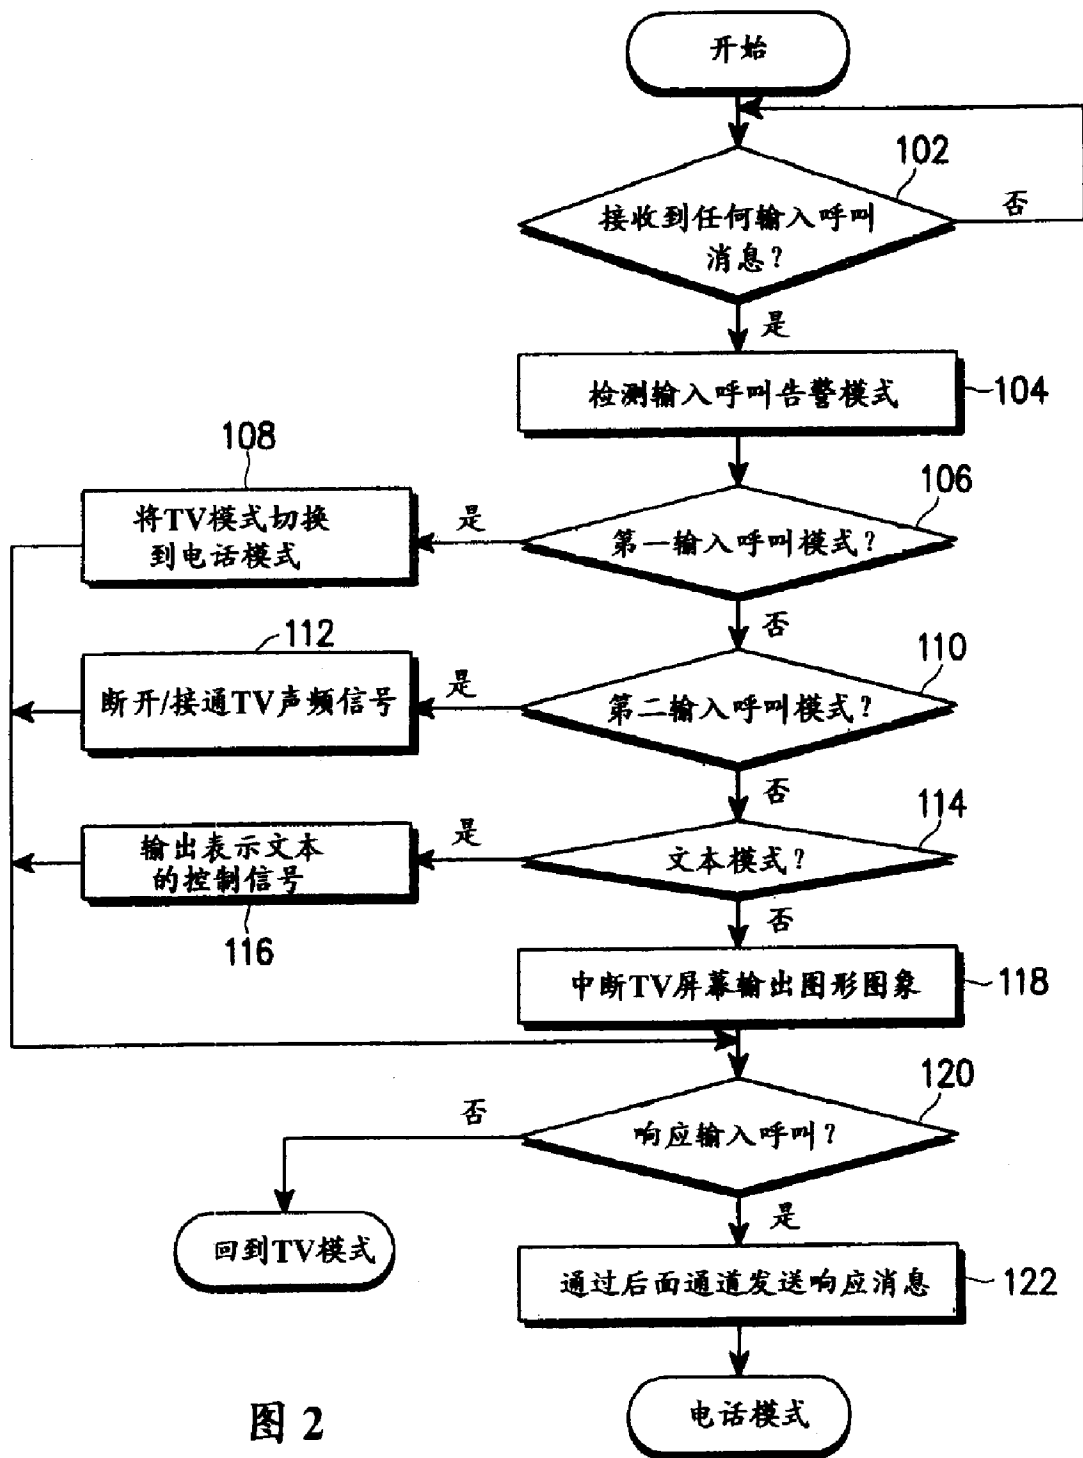 开始
102
接收到任何输入呼叫
消息?
否
是
检测输入呼叫告警模式
104
108
将TV模式切换
到电话模式
是
106
第一输入呼叫模式?
否
112
断开/接通TV声频信号
是
110
第二输入呼叫模式?
否
114
输出表示文本
的控制信号
是
文本模式?
116
否
中断TV屏幕输出图形图象
118
120
否
响应输入呼叫?
是
回到TV模式
通过后面通道发送响应消息
122
电话模式
图 2